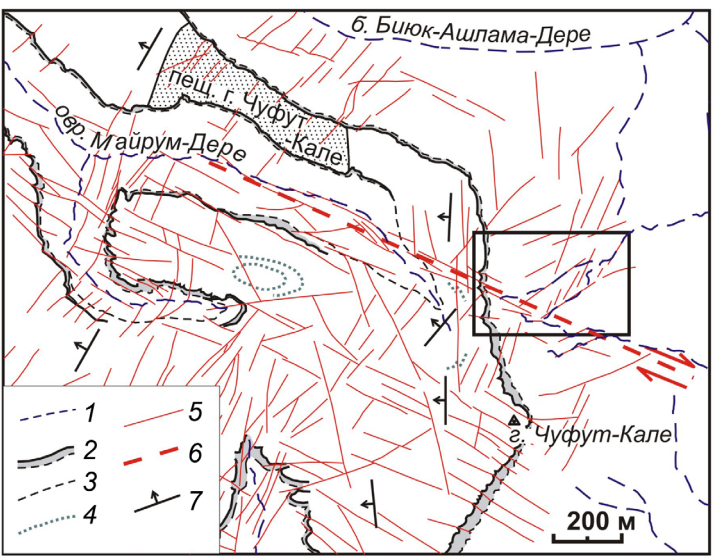 б. Биюк-Ашлама-Дере
пещ. г. Чуфут
-Кале
овр. Майрум-Дере
г. Чуфут-Кале
1
2
3
4
5
6
7
200 м